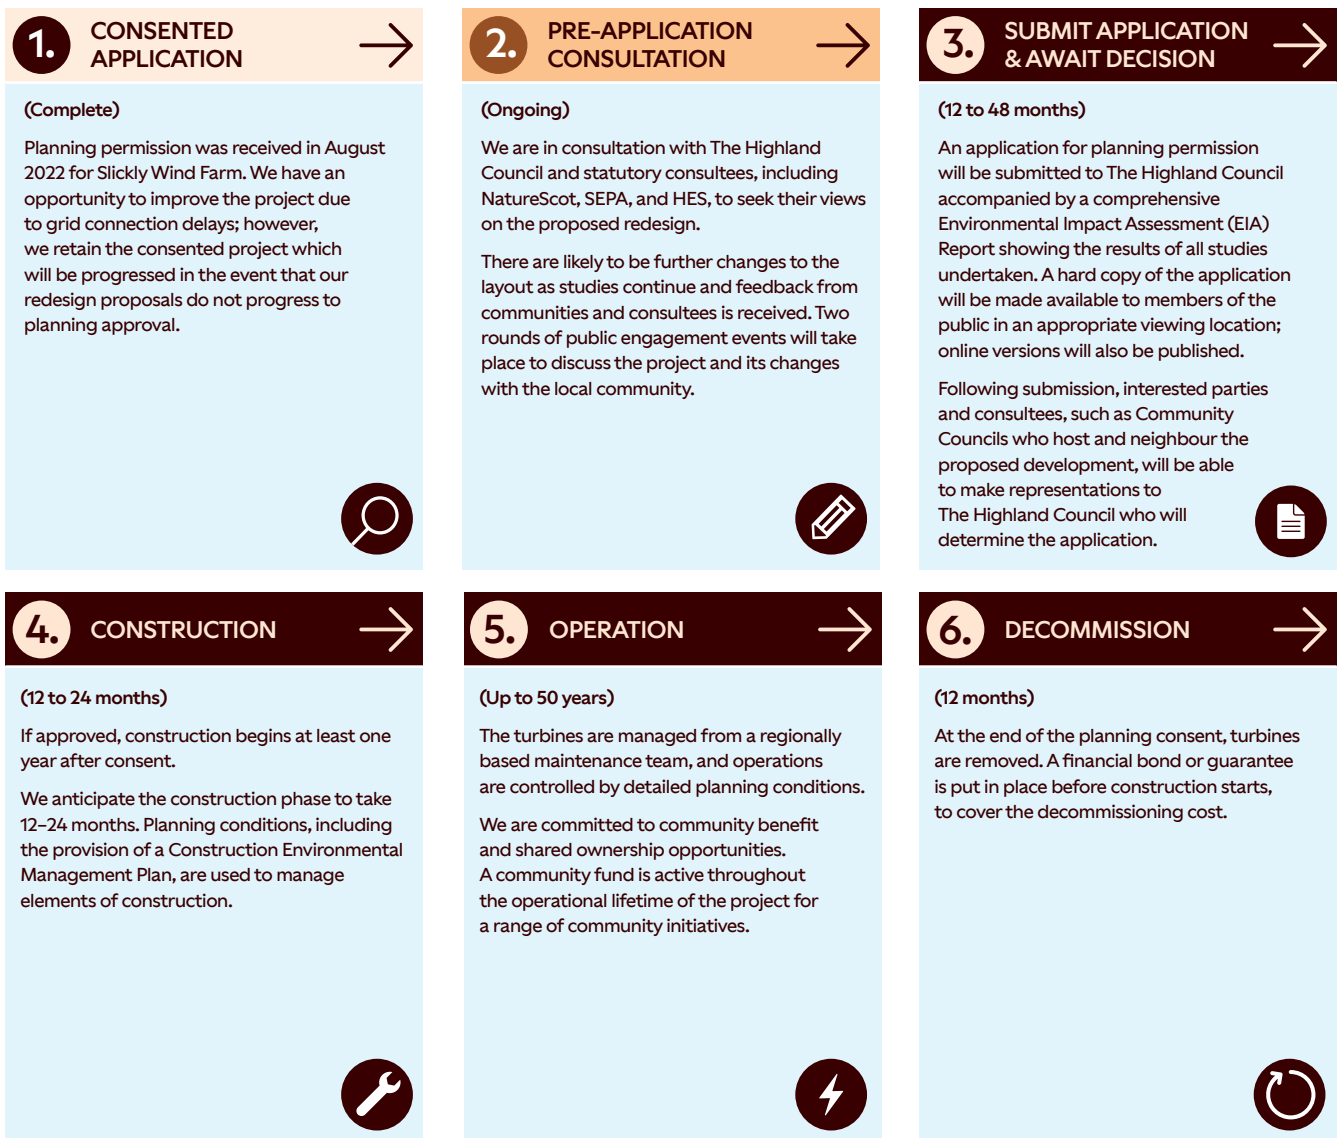 1.
CONSENTED
APPLICATION
(Complete)
Planning permission was received in August
2022 for Slickly Wind Farm. We have an
opportunity to improve the project due
to grid connection delays; however,
we retain the consented project which
will be progressed in the event that our
redesign proposals do not progress to
planning approval.
2.
PRE-APPLICATION
CONSULTATION
(Ongoing)
We are in consultation with The Highland
Council and statutory consultees, including
NatureScot, SEPA, and HES, to seek their views
on the proposed redesign.
There are likely to be further changes to the
layout as studies continue and feedback from
communities and consultees is received. Two
rounds of public engagement events will take
place to discuss the project and its changes
with the local community.
3.
SUBMIT APPLICATION
& AWAIT DECISION
(12 to 48 months)
An application for planning permission
will be submitted to The Highland Council
accompanied by a comprehensive
Environmental Impact Assessment (EIA)
Report showing the results of all studies
undertaken. A hard copy of the application
will be made available to members of the
public in an appropriate viewing location;
online versions will also be published.
Following submission, interested parties
and consultees, such as Community
Councils who host and neighbour the
proposed development, will be able
to make representations to
The Highland Council who will
determine the application.
4.
CONSTRUCTION
(12 to 24 months)
If approved, construction begins at least one
year after consent.
We anticipate the construction phase to take
12–24 months. Planning conditions, including
the provision of a Construction Environmental
Management Plan, are used to manage
elements of construction.
5.
OPERATION
(Up to 50 years)
The turbines are managed from a regionally
based maintenance team, and operations
are controlled by detailed planning conditions.
We are committed to community benefit
and shared ownership opportunities.
A community fund is active throughout
the operational lifetime of the project for
a range of community initiatives.
6.
DECOMMISSION
(12 months)
At the end of the planning consent, turbines
are removed. A financial bond or guarantee
is put in place before construction starts,
to cover the decommissioning cost.